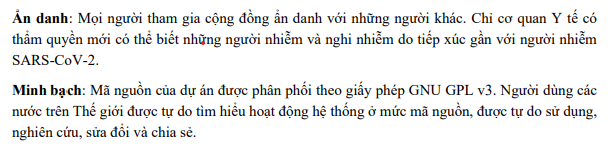 Ẩn danh: Mọi người tham gia cộng đồng ẩn danh với những người khác. Chỉ cơ quan Y tế có
thẩm quyền mới có thể biết những người nhiễm và nghi nhiễm do tiếp xúc gần với người nhiễm
SARS-CoV-2.
Minh bạch: Mã nguồn của dự án được phân phối theo giấy phép GNU GPL v3. Người dùng các
nước trên Thế giới được tự do tìm hiểu hoạt động hệ thống ở mức mã nguồn, được tự do sử dụng,
nghiên cứu, sửa đổi và chia sẻ.